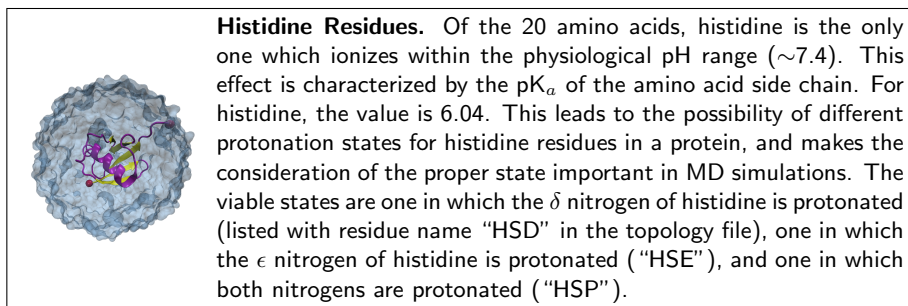 Histidine Residues. Of the 20 amino acids, histidine is the only
one which ionizes within the physiological pH range (∼7.4). This
effect is characterized by the pKₐ of the amino acid side chain. For
histidine, the value is 6.04. This leads to the possibility of different
protonation states for histidine residues in a protein, and makes the
consideration of the proper state important in MD simulations. The
viable states are one in which the δ nitrogen of histidine is protonated
(listed with residue name “HSD” in the topology file), one in which
the ϵ nitrogen of histidine is protonated (“HSE”), and one in which
both nitrogens are protonated (“HSP”).